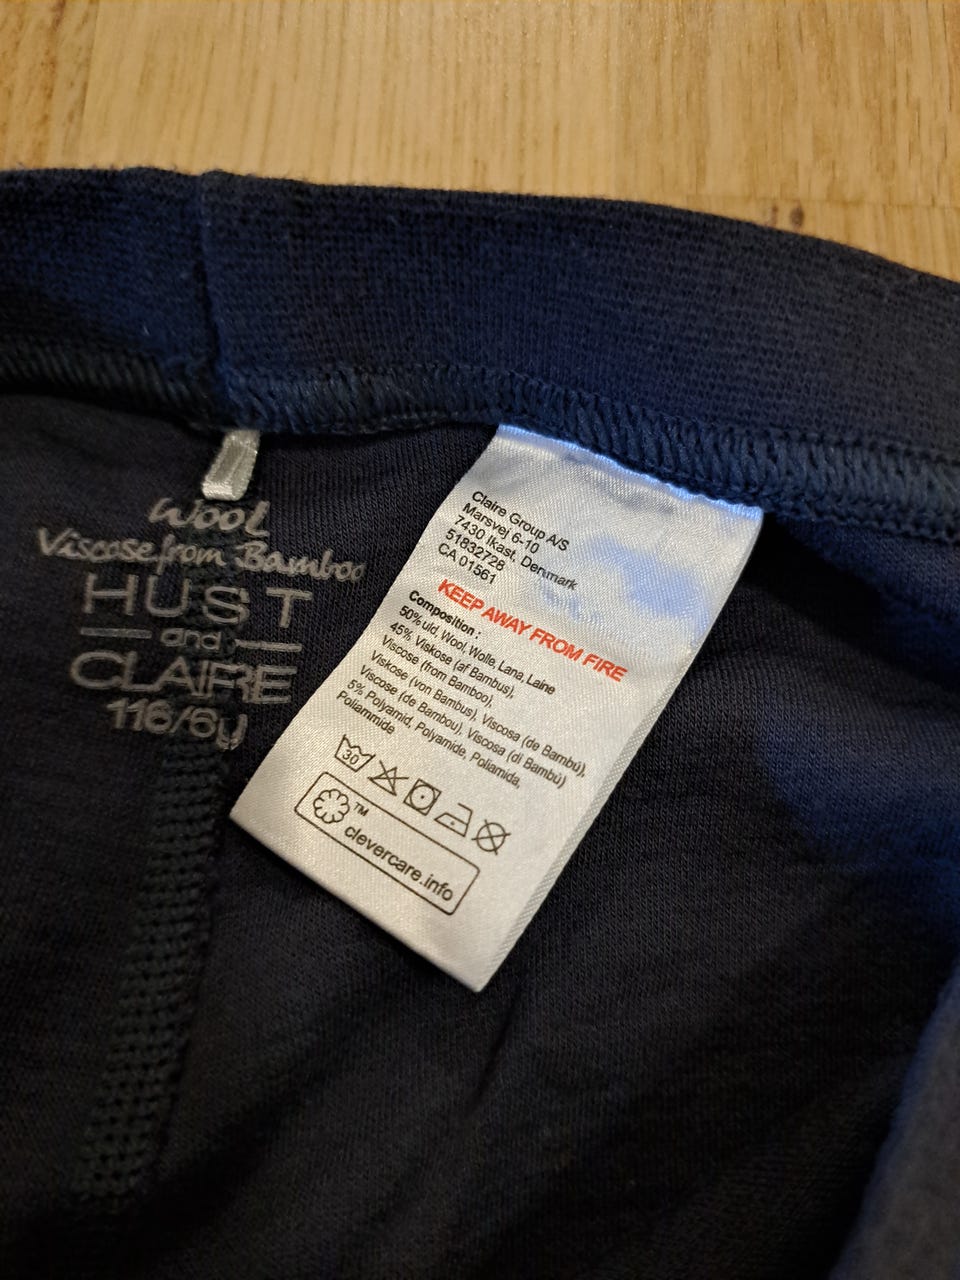 Wool
Viscose from Bamboo
HUST
and
CLAIRE
116/6y
Claire Group A/S
Marsvej 6-10
7430 Ikast, Denmark
51832728
CA 01561
KEEP AWAY FROM FIRE
Composition :
50% uld, Wool, Wolle, Lana, Laine
45%, Viskose (af Bambus),
Viscose (from Bamboo),
Viskose (von Bambus), Viscosa (de Bambú),
Viscose (de Bambou), Viscosa (di Bambú)
5% Polyamid, Polyamide, Poliamida,
Poliammide
30
™
clevercare.info